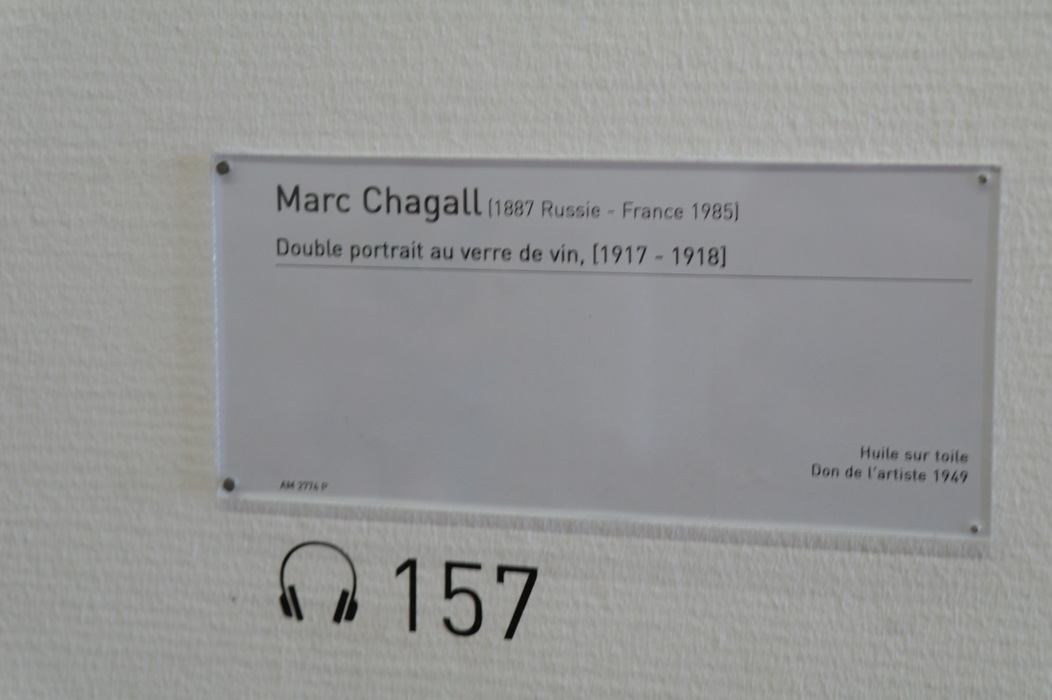 Marc Chagall (1887 Russie - France 1985)
Double portrait au verre de vin, [1917 - 1918]
Huile sur toile
Don de l'artiste 1949
AM 2774 P
157